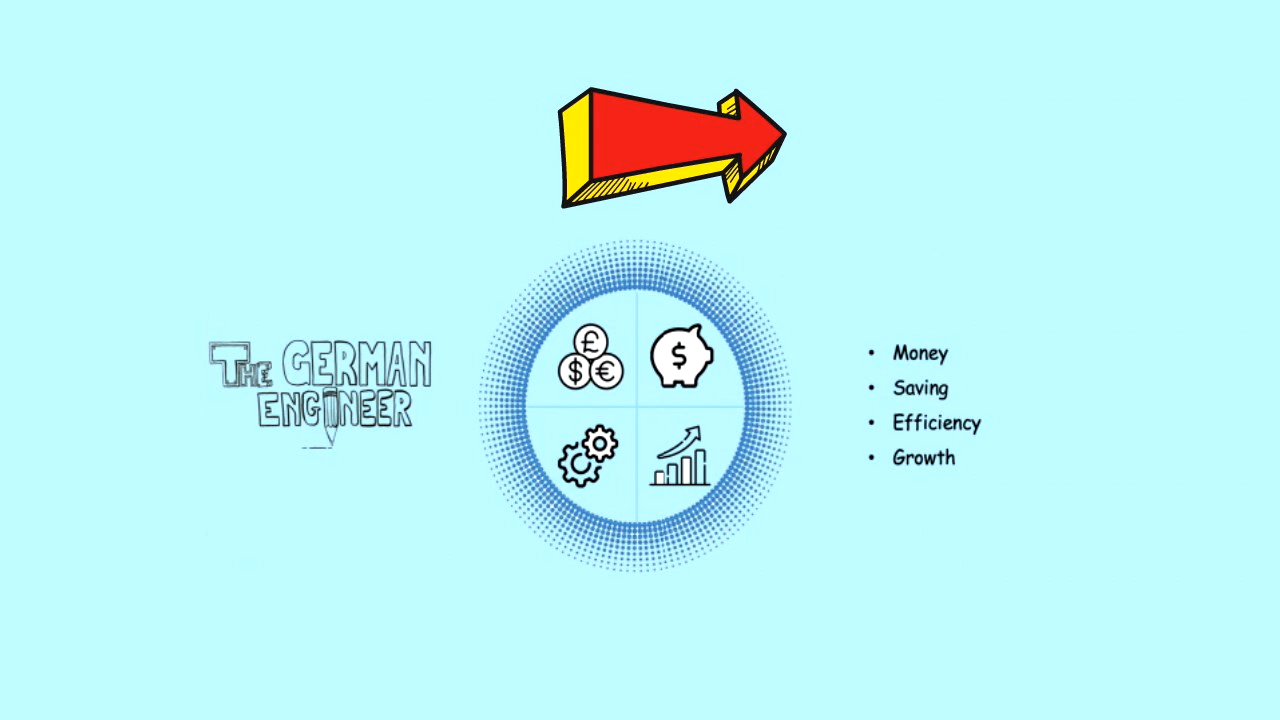 THE GERMAN
ENGINEER
£
$
$ €
• Money
• Saving
• Efficiency
• Growth